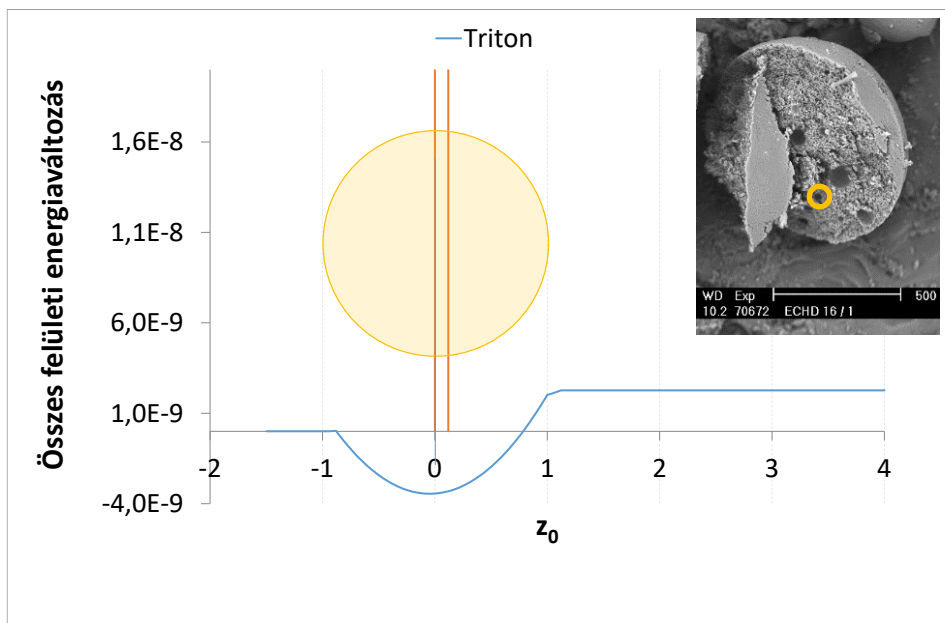 Triton
Összes felületi energiaváltozás
1,6E-8
1,1E-8
6,0E-9
1,0E-9
-4,0E-9
-2 -1 0 1 2 3 4
z₀
WD Exp 500
10.2 70672 ECHD 16 / 1